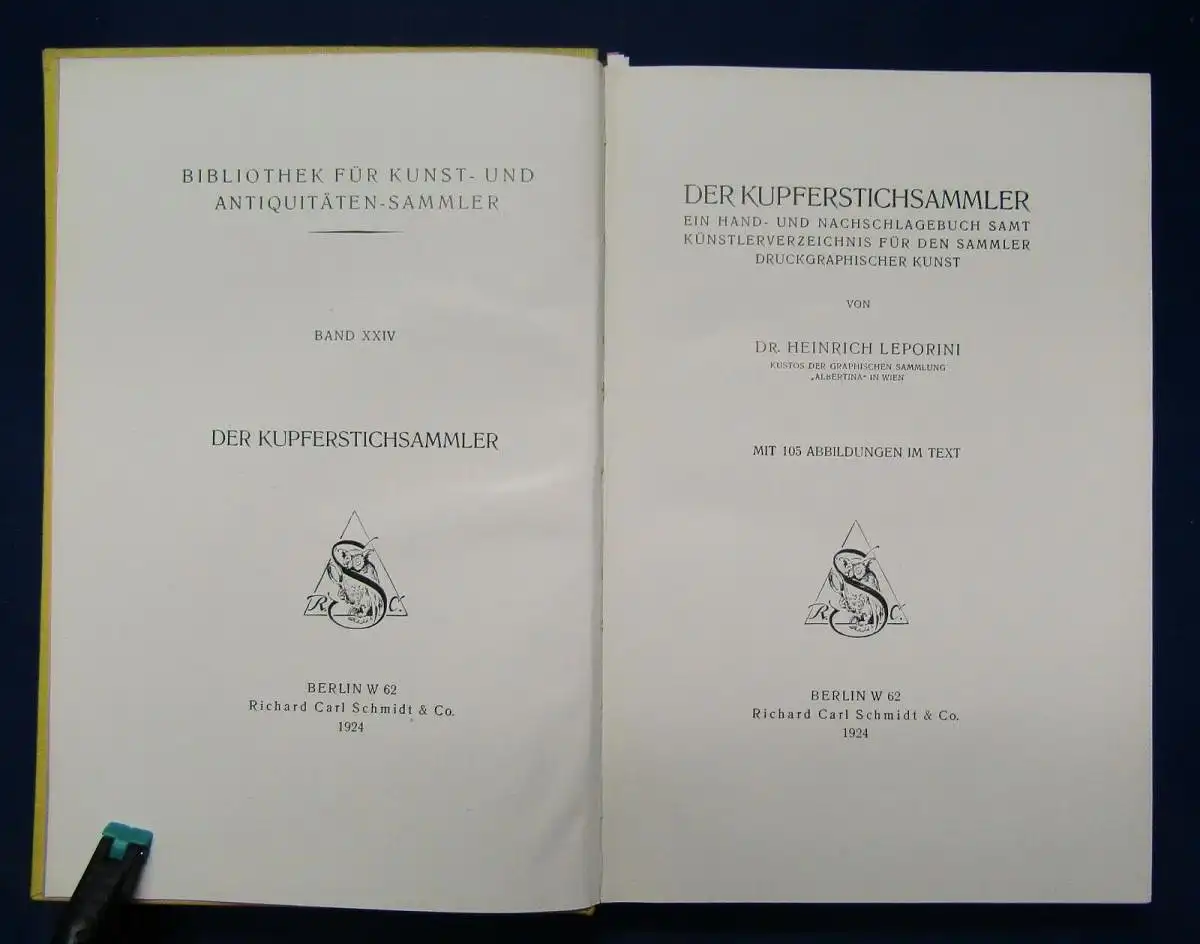 BIBLIOTHEK FÜR KUNST- UND
ANTIQUITÄTEN-SAMMLER
BAND XXIV
DER KUPFERSTICHSAMMLER
R. S C.
BERLIN W 62
Richard Carl Schmidt & Co.
1924
DER KUPFERSTICHSAMMLER
EIN HAND- UND NACHSCHLAGEBUCH SAMT
KÜNSTLERVERZEICHNIS FÜR DEN SAMMLER
DRUCKGRAPHISCHER KUNST
VON
DR. HEINRICH LEPORINI
KUSTOS DER GRAPHISCHEN SAMMLUNG
„ALBERTINA“ IN WIEN
MIT 105 ABBILDUNGEN IM TEXT
R. S C.
BERLIN W 62
Richard Carl Schmidt & Co.
1924